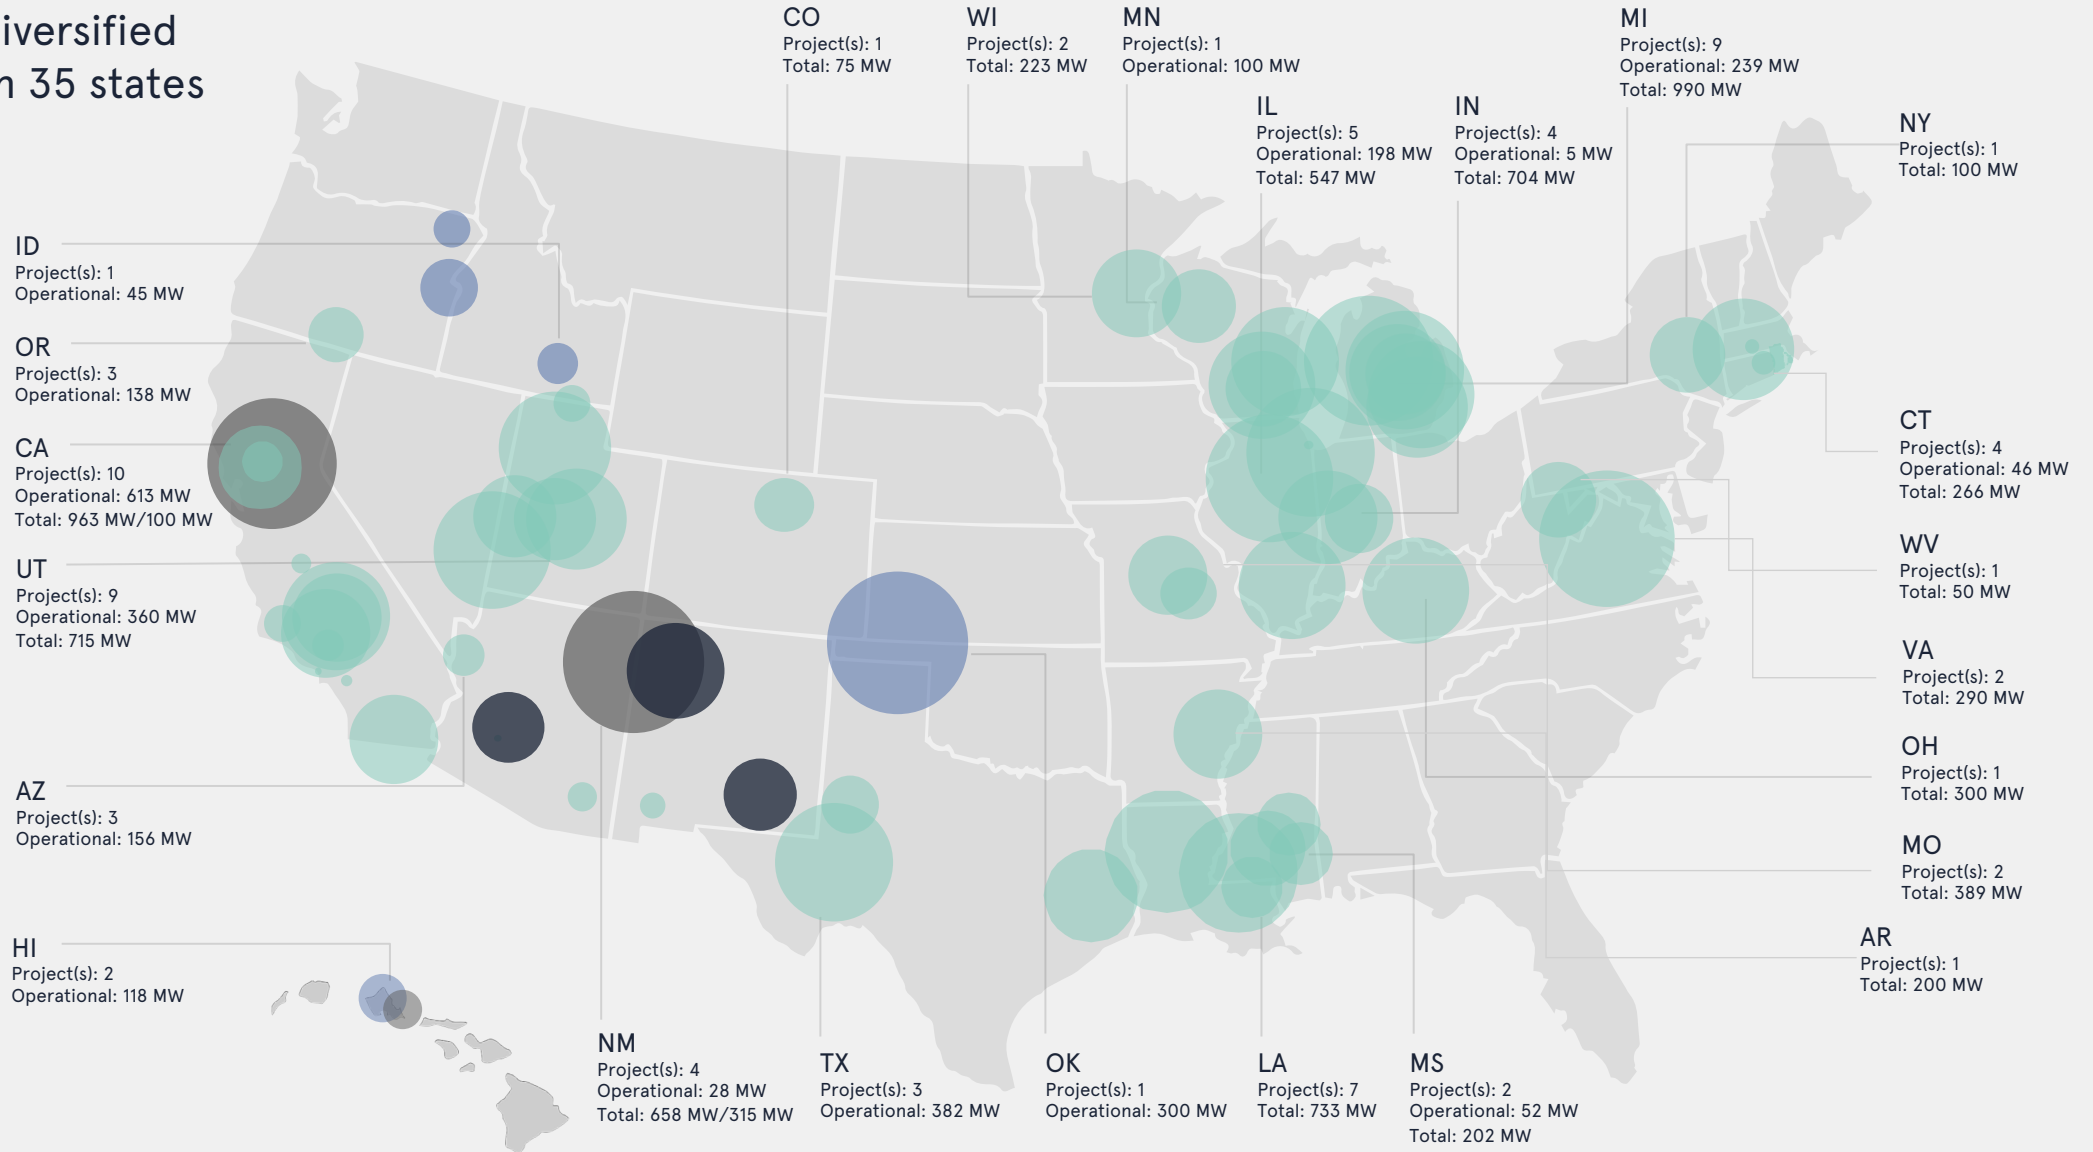 iversified
n 35 states
CO
Project(s): 1
Total: 75 MW
WI
Project(s): 2
Total: 223 MW
MN
Project(s): 1
Operational: 100 MW
MI
Project(s): 9
Operational: 239 MW
Total: 990 MW
IL
Project(s): 5
Operational: 198 MW
Total: 547 MW
IN
Project(s): 4
Operational: 5 MW
Total: 704 MW
NY
Project(s): 1
Total: 100 MW
ID
Project(s): 1
Operational: 45 MW
OR
Project(s): 3
Operational: 138 MW
CA
Project(s): 10
Operational: 613 MW
Total: 963 MW/100 MW
UT
Project(s): 9
Operational: 360 MW
Total: 715 MW
AZ
Project(s): 3
Operational: 156 MW
HI
Project(s): 2
Operational: 118 MW
CT
Project(s): 4
Operational: 46 MW
Total: 266 MW
WV
Project(s): 1
Total: 50 MW
VA
Project(s): 2
Total: 290 MW
OH
Project(s): 1
Total: 300 MW
MO
Project(s): 2
Total: 389 MW
AR
Project(s): 1
Total: 200 MW
NM
Project(s): 4
Operational: 28 MW
Total: 658 MW/315 MW
TX
Project(s): 3
Operational: 382 MW
OK
Project(s): 1
Operational: 300 MW
LA
Project(s): 7
Total: 733 MW
MS
Project(s): 2
Operational: 52 MW
Total: 202 MW